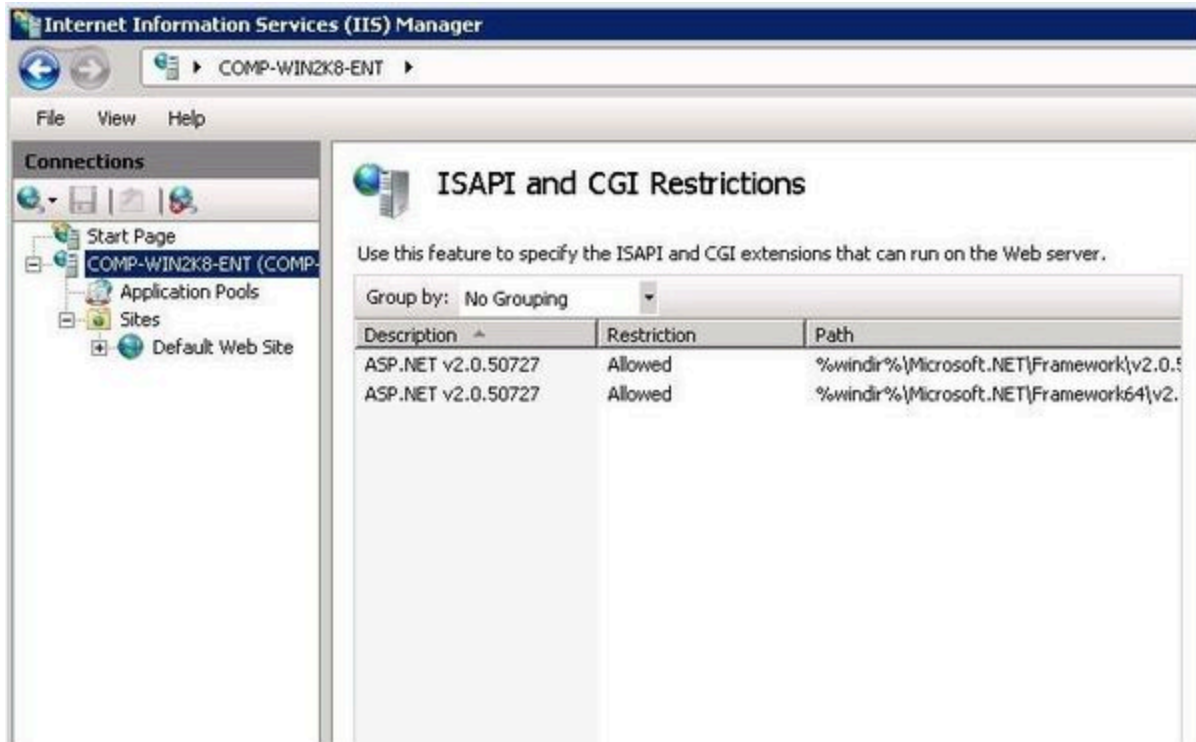 Internet Information Services (IIS) Manager
COMP-WIN2K8-ENT
File View Help
Connections
Start Page
COMP-WIN2K8-ENT (COMP-
Application Pools
Sites
Default Web Site
ISAPI and CGI Restrictions
Use this feature to specify the ISAPI and CGI extensions that can run on the Web server.
Group by: No Grouping
Description Restriction Path
ASP.NET v2.0.50727 Allowed %windir%\Microsoft.NET\Framework\v2.0.5
ASP.NET v2.0.50727 Allowed %windir%\Microsoft.NET\Framework64\v2.